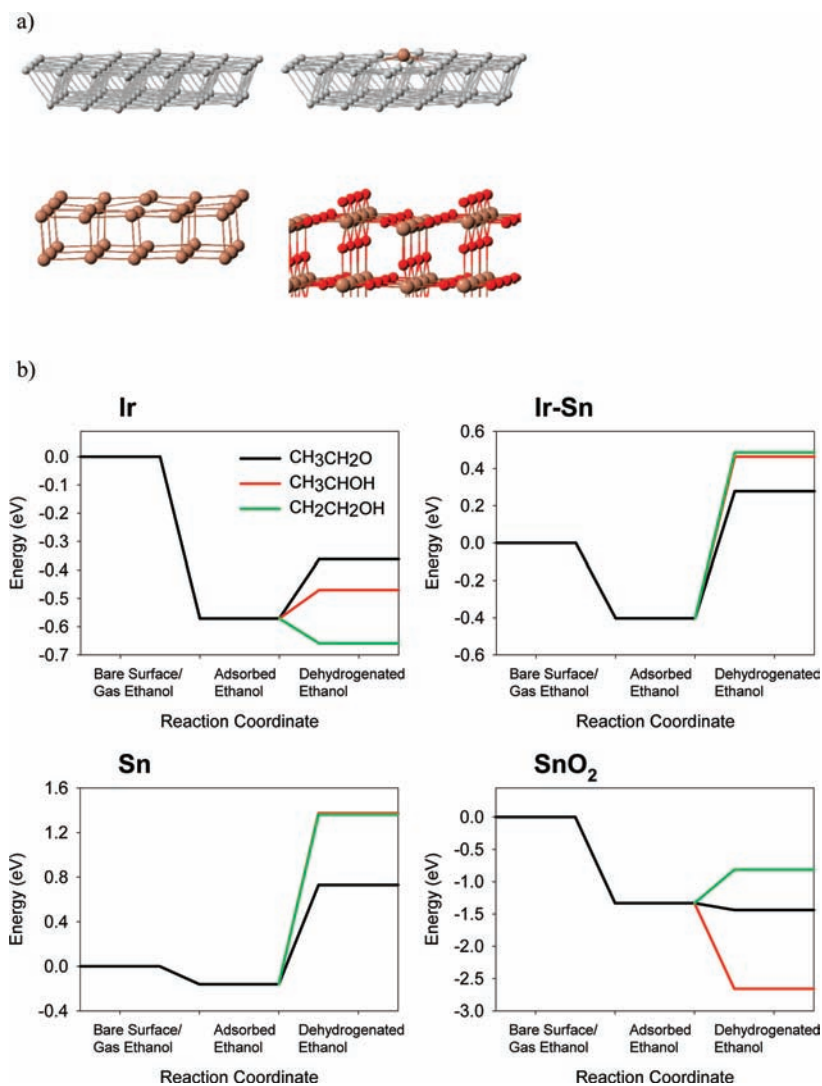 a)
b)
Ir
0.0
-0.1
-0.2
-0.3
-0.4
-0.5
-0.6
-0.7
Energy (eV)
CH3CH2O
CH3CHOH
CH2CH2OH
Bare Surface/
Gas Ethanol
Adsorbed
Ethanol
Dehydrogenated
Ethanol
Reaction Coordinate
Ir-Sn
0.6
0.4
0.2
0.0
-0.2
-0.4
-0.6
Energy (eV)
Bare Surface/
Gas Ethanol
Adsorbed
Ethanol
Dehydrogenated
Ethanol
Reaction Coordinate
Sn
1.6
1.2
0.8
0.4
0.0
-0.4
Energy (eV)
Bare Surface/
Gas Ethanol
Adsorbed
Ethanol
Dehydrogenated
Ethanol
Reaction Coordinate
SnO2
0.0
-0.5
-1.0
-1.5
-2.0
-2.5
-3.0
Energy (eV)
Bare Surface/
Gas Ethanol
Adsorbed
Ethanol
Dehydrogenated
Ethanol
Reaction Coordinate